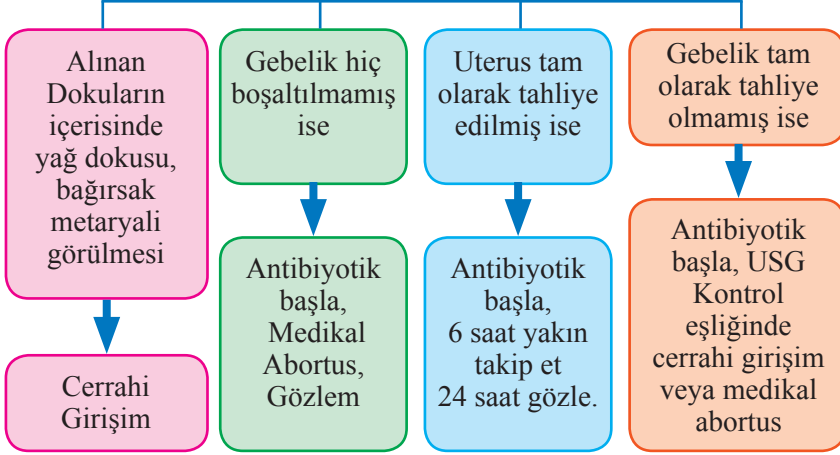 Alınan
Dokuların
içerisinde
yağ dokusu,
bağırsak
metaryali
görülmesi
Cerrahi
Girişim
Gebelik hiç
boşaltılmamış
ise
Antibiyotik
başla,
Medikal
Abortus,
Gözlem
Uterus tam
olarak tahliye
edilmiş ise
Antibiyotik
başla,
6 saat yakın
takip et
24 saat gözle.
Gebelik tam
olarak tahliye
olmamış ise
Antibiyotik
başla, USG
Kontrol
eşliğinde
cerrahi girişim
veya medikal
abortus